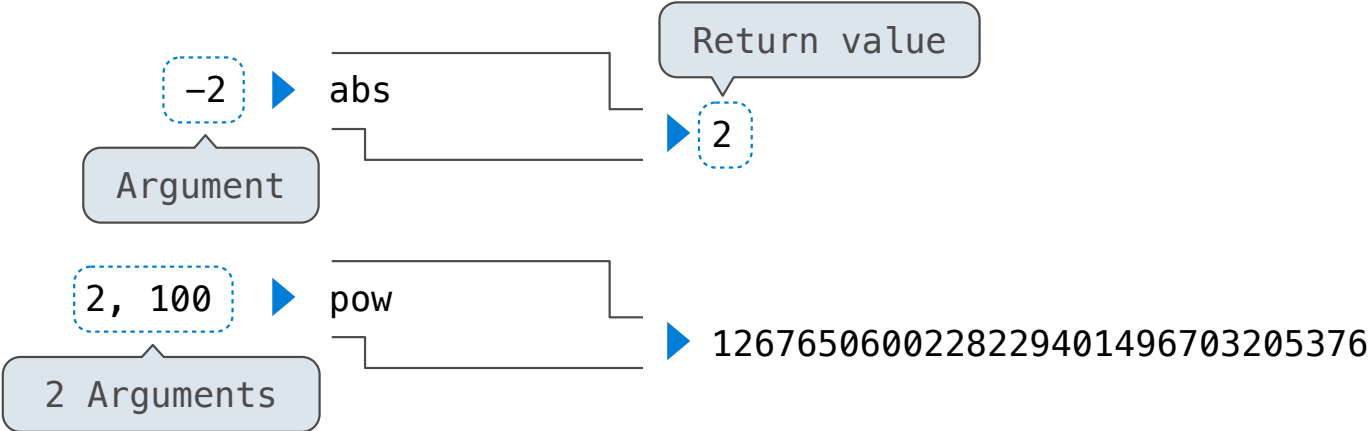 Return value
−2 abs
2
Argument
2, 100 pow
1267650600228229401496703205376
2 Arguments